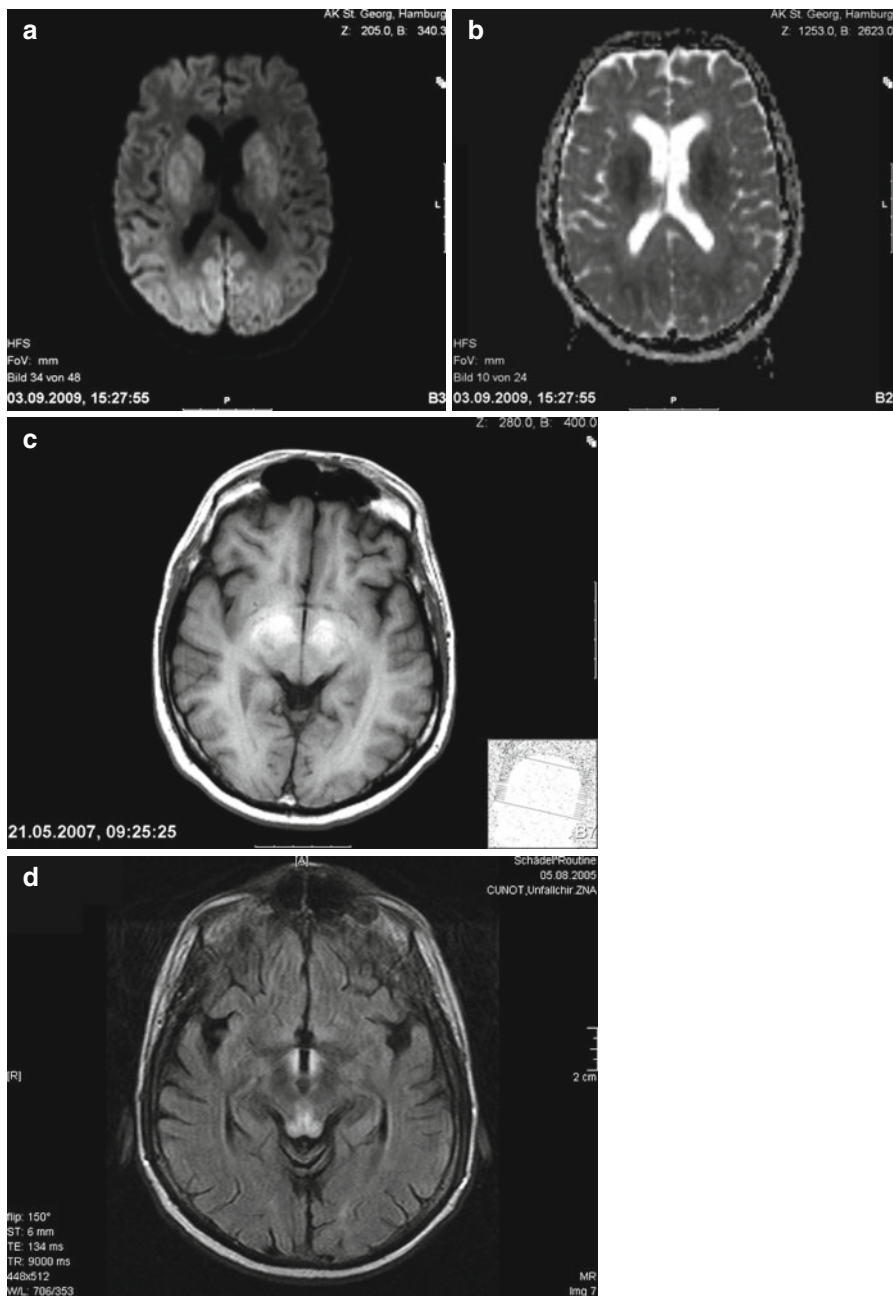 a
AK St. Georg, Hamburg
Z: 205.0, B: 340.3
L
HFS
FoV: mm
Bild 34 von 48
03.09.2009, 15:27:55
P
B3
b
AK St. Georg, Hamburg
Z: 1253.0, B: 2623.0
L
HFS
FoV: mm
Bild 10 von 24
03.09.2009, 15:27:55
P
B2
c
Z: 280.0, B: 400.0
21.05.2007, 09:25:25
B7
d
[A]
Schädel^Routine
05.08.2005
CUNOT,Unfallchir.ZNA
[R]
2 cm
flip: 150°
ST: 6 mm
TE: 134 ms
TR: 9000 ms
448x512
W/L: 706/353
MR
Img 7